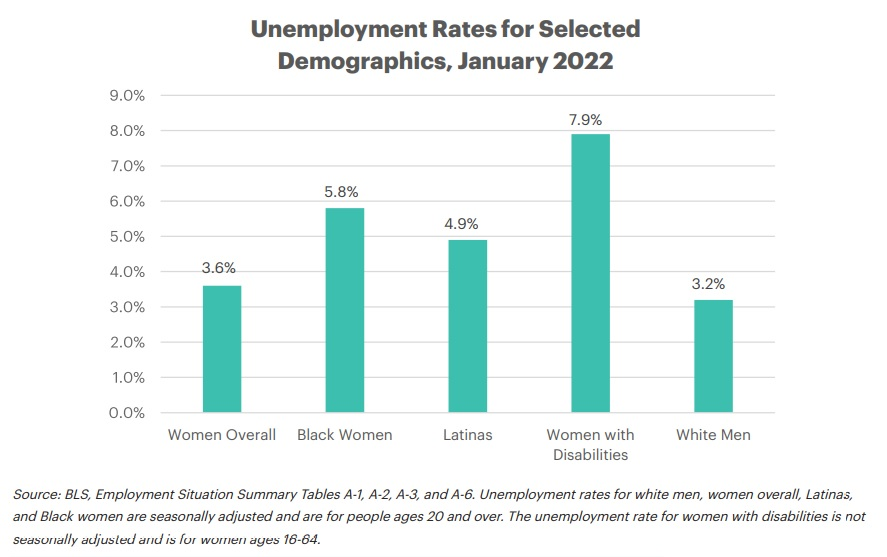 Unemployment Rates for Selected
Demographics, January 2022
9.0%
8.0%
7.0%
6.0%
5.0%
4.0%
3.0%
2.0%
1.0%
0.0%
3.6%
5.8%
4.9%
7.9%
3.2%
Women Overall
Black Women
Latinas
Women with
Disabilities
White Men
Source: BLS, Employment Situation Summary Tables A-1, A-2, A-3, and A-6. Unemployment rates for white men, women overall, Latinas,
and Black women are seasonally adjusted and are for people ages 20 and over. The unemployment rate for women with disabilities is not
seasonally adjusted and is for women ages 16-64.